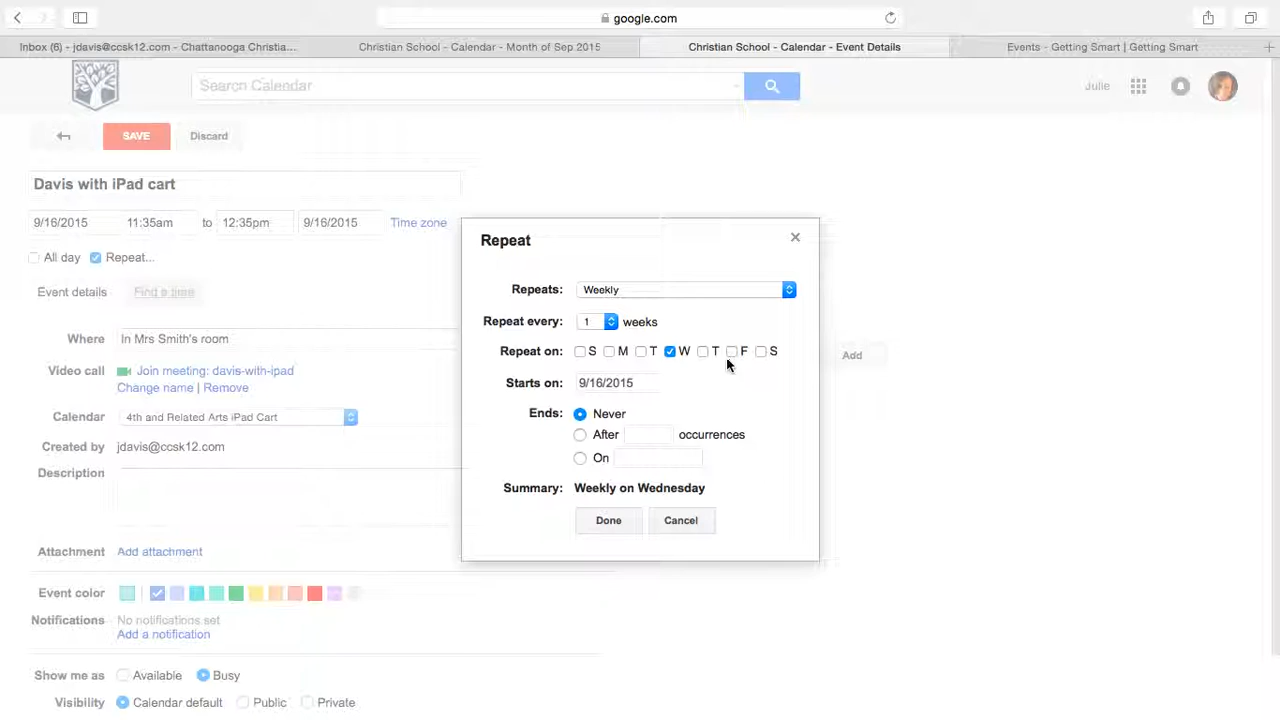 google.com
Inbox (6) - jdavis@ccsk12.com - Chattanooga Christia...
Christian School - Calendar - Month of Sep 2015
Christian School - Calendar - Event Details
Events - Getting Smart | Getting Smart
Search Calendar
Julie
SAVE
Discard
Davis with iPad cart
9/16/2015 11:35am to 12:35pm 9/16/2015 Time zone
All day Repeat...
Event details Find a time
Where In Mrs Smith's room
Video call Join meeting: davis-with-ipad
Change name | Remove
Calendar 4th and Related Arts iPad Cart
Created by jdavis@ccsk12.com
Description
Attachment Add attachment
Event color
Notifications No notifications set
Add a notification
Show me as Available Busy
Visibility Calendar default Public Private
Repeat
Repeats: Weekly
Repeat every: 1 weeks
Repeat on: S M T W T F S
Starts on: 9/16/2015
Ends: Never
After occurrences
On
Summary: Weekly on Wednesday
Done Cancel
Add